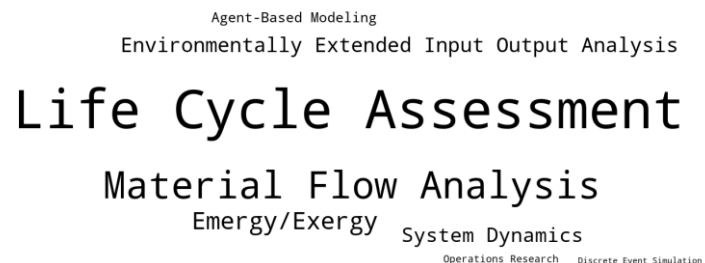 Agent-Based Modeling
Environmentally Extended Input Output Analysis
Life Cycle Assessment
Material Flow Analysis
Emergy/Exergy
System Dynamics
Operations Research
Discrete Event Simulation